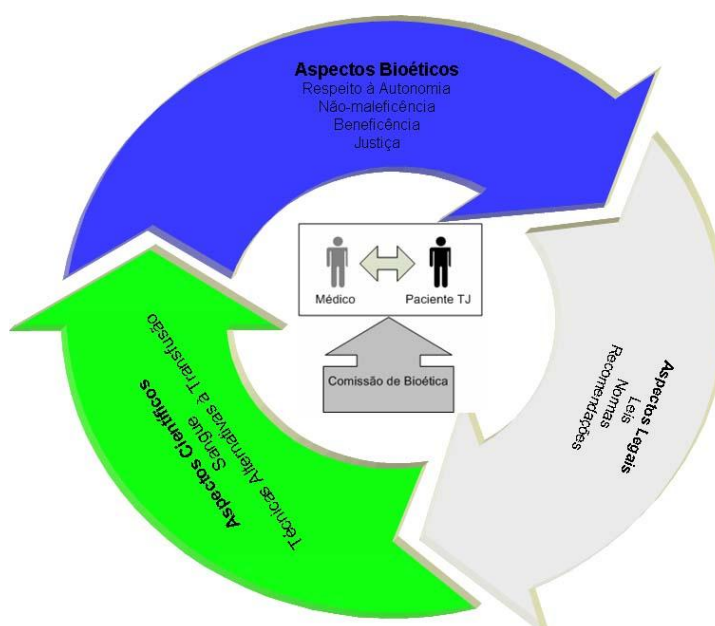 Aspectos Bioéticos
Respeito à Autonomia
Não-maleficência
Beneficência
Justiça
Médico
Paciente TJ
Comissão de Bioética
Aspectos Legais
Leis
Normas
Recomendações
Aspectos Científicos
Técnicas Alternativas à Transfusão
Sangue